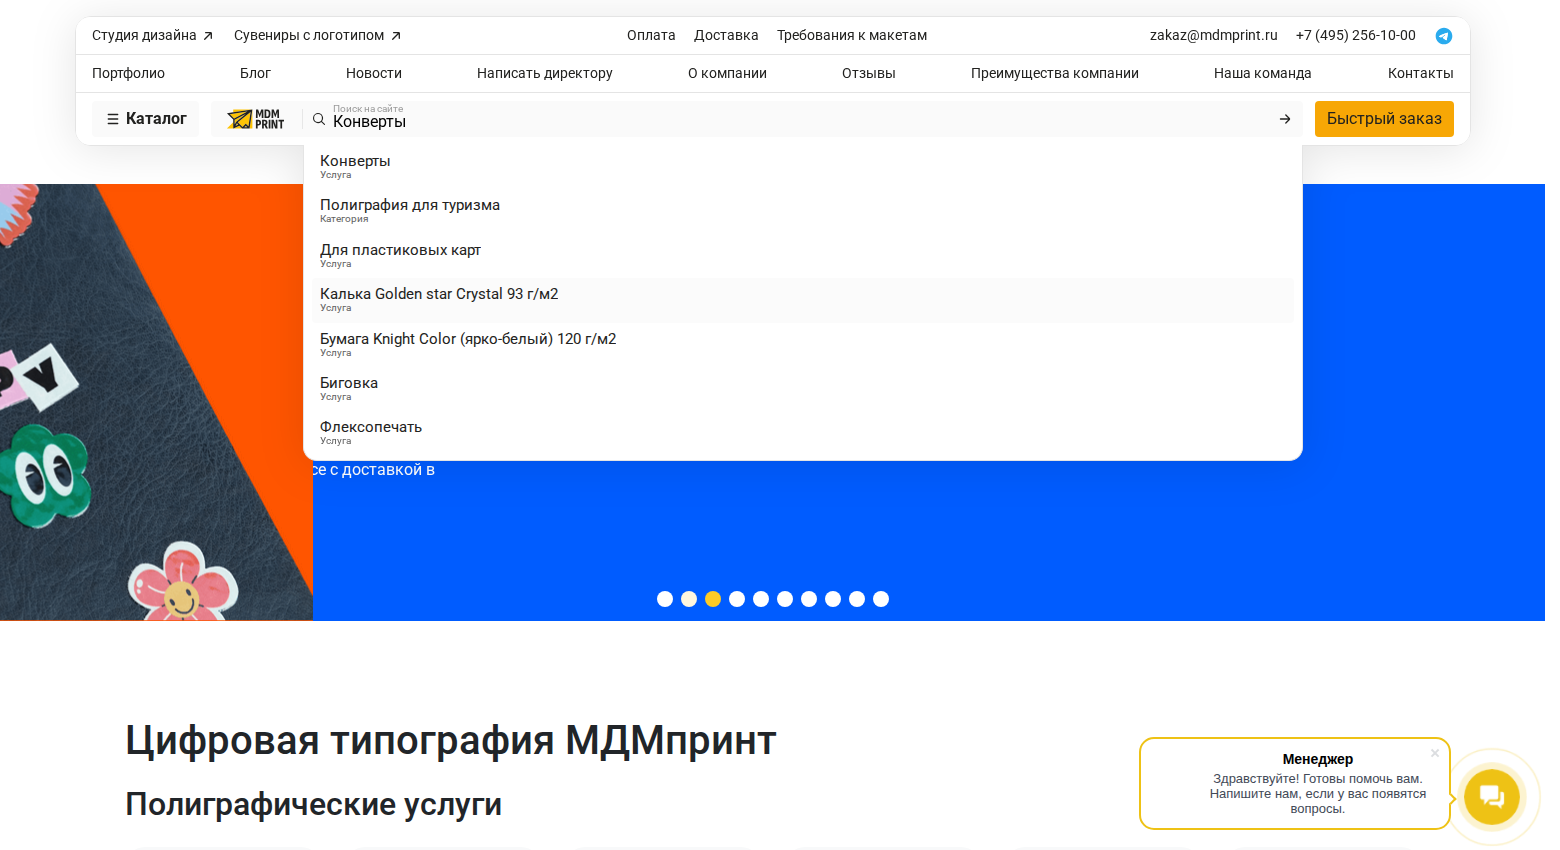 Студия дизайна
Сувениры с логотипом
Оплата
Доставка
Требования к макетам
zakaz@mdmprint.ru
+7 (495) 256-10-00
Портфолио
Блог
Новости
Написать директору
О компании
Отзывы
Преимущества компании
Наша команда
Контакты
Каталог
MDM
PRINT
Поиск на сайте
Конверты
Быстрый заказ
Конверты
Услуга
Полиграфия для туризма
Категория
Для пластиковых карт
Услуга
Калька Golden star Crystal 93 г/м2
Услуга
Бумага Knight Color (ярко-белый) 120 г/м2
Услуга
Биговка
Услуга
Флексопечать
Услуга
PY
се с доставкой в
Цифровая типография МДМпринт
Полиграфические услуги
Менеджер
Здравствуйте! Готовы помочь вам.
Напишите нам, если у вас появятся
вопросы.